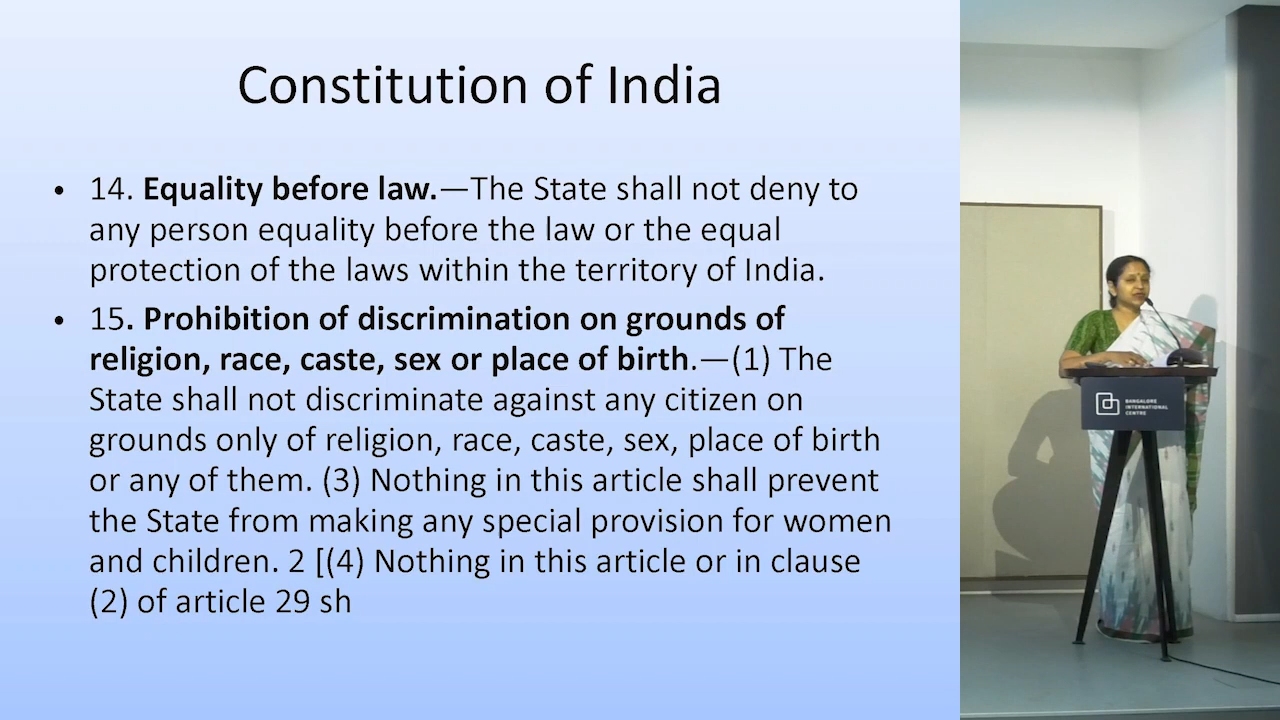 Constitution of India
• 14. Equality before law.—The State shall not deny to
any person equality before the law or the equal
protection of the laws within the territory of India.
• 15. Prohibition of discrimination on grounds of
religion, race, caste, sex or place of birth.—(1) The
State shall not discriminate against any citizen on
grounds only of religion, race, caste, sex, place of birth
or any of them. (3) Nothing in this article shall prevent
the State from making any special provision for women
and children. 2 [(4) Nothing in this article or in clause
(2) of article 29 sh
BANGALORE
INTERNATIONAL
CENTRE